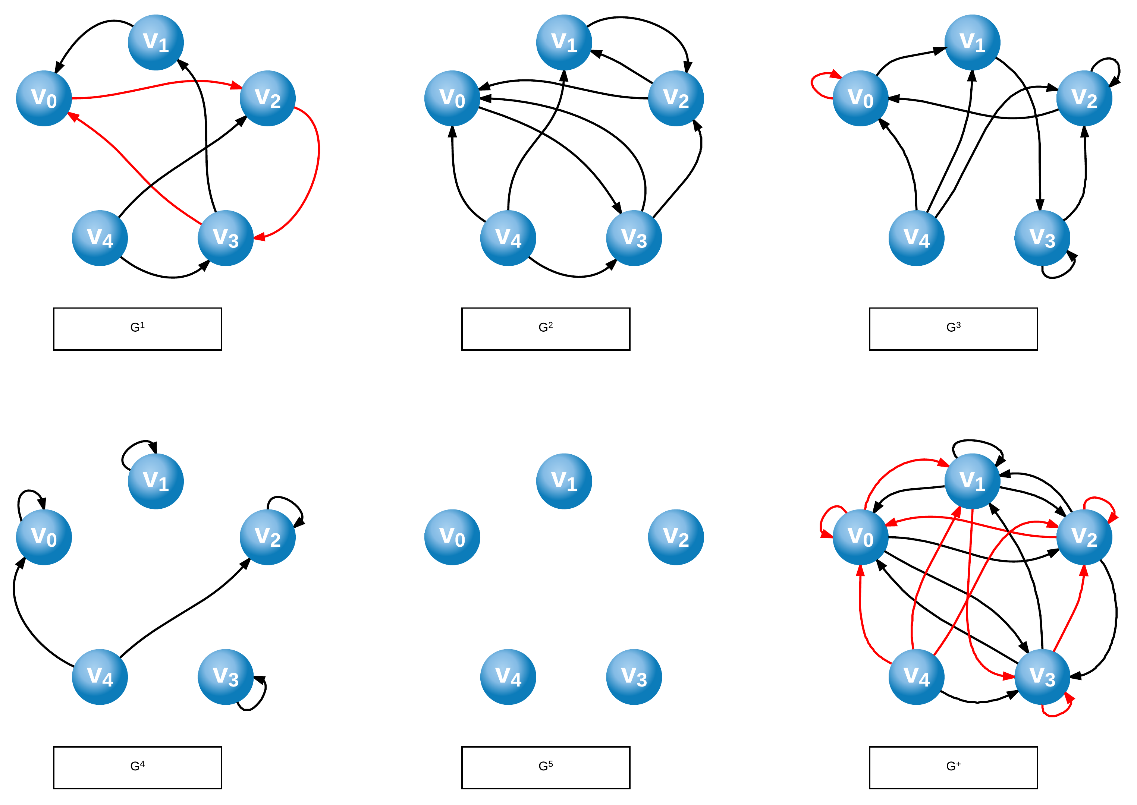 v₁
v₀
v₂
v₄
v₃
G¹
v₁
v₀
v₂
v₄
v₃
G²
v₁
v₀
v₂
v₄
v₃
G³
v₁
v₀
v₂
v₄
v₃
G⁴
v₁
v₀
v₂
v₄
v₃
G⁵
v₁
v₀
v₂
v₄
v₃
G⁺